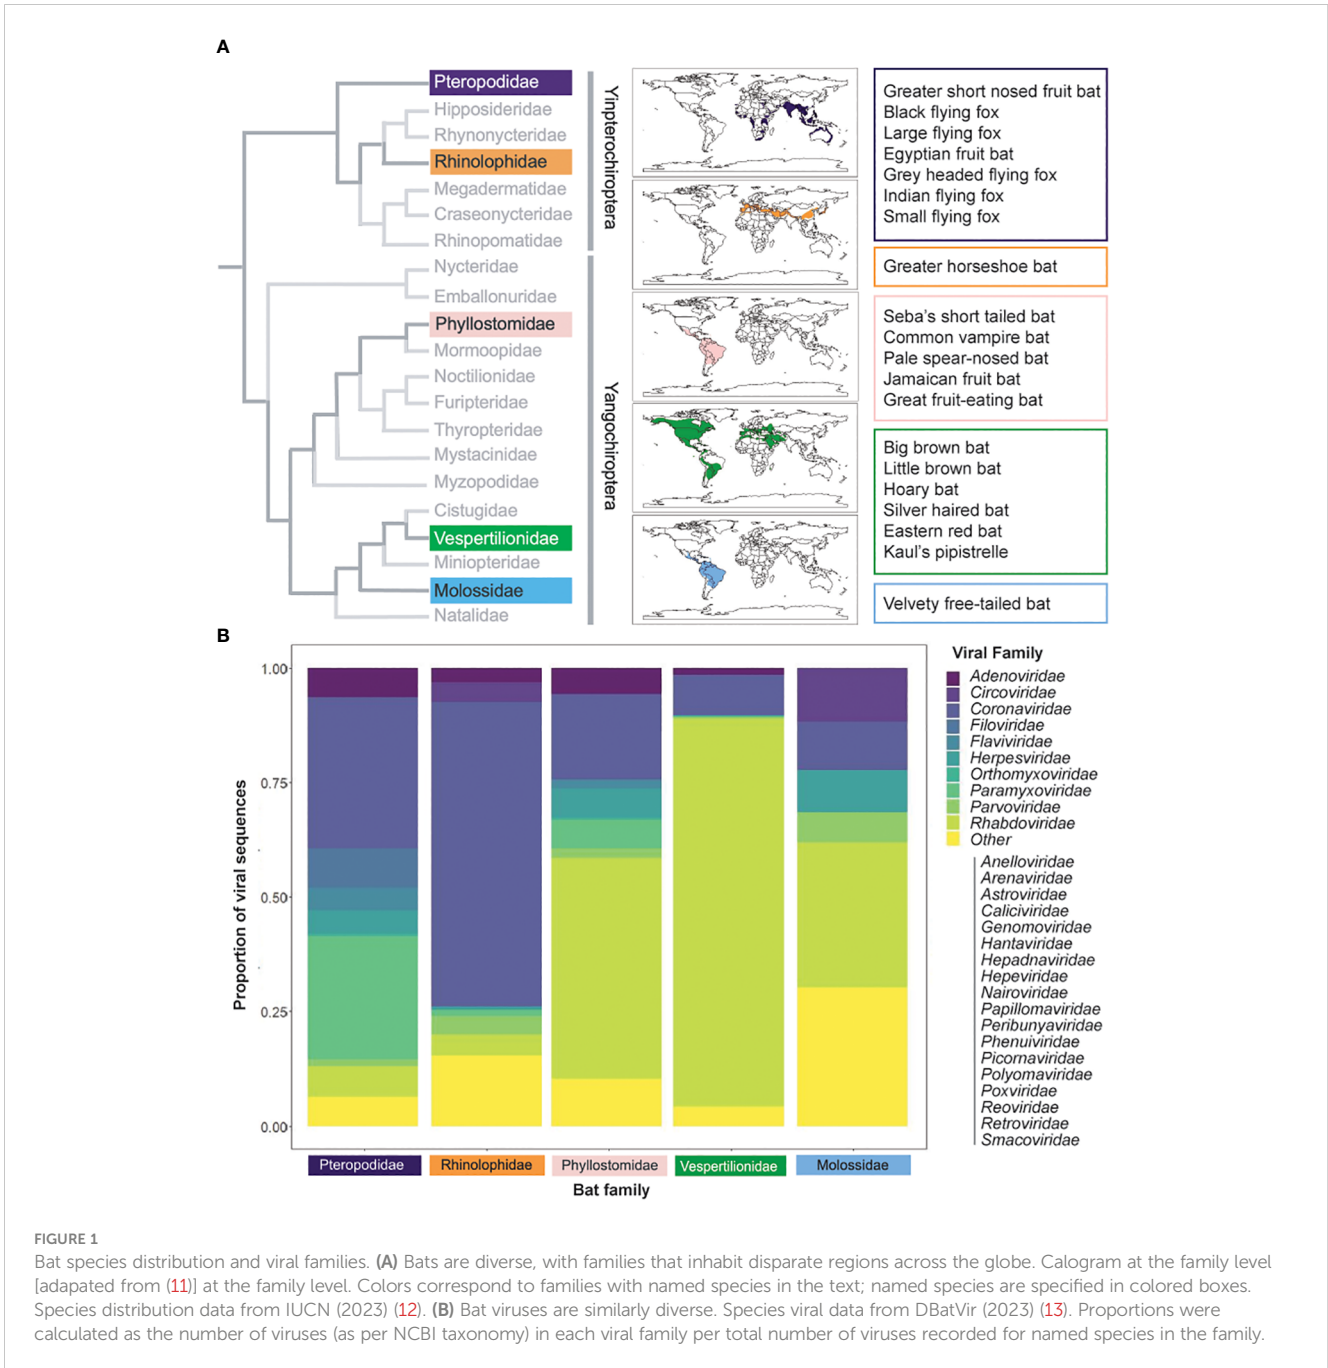 A
Pteropodidae
Hipposideridae
Rhynonycteridae
Rhinolophidae
Megadermatidae
Craseonycteridae
Rhinopomatidae
Nycteridae
Emballonuridae
Phyllostomidae
Mormoopidae
Noctilionidae
Furipteridae
Thyropteridae
Mystacinidae
Myzopodidae
Cistugidae
Vespertilionidae
Miniopteridae
Molossidae
Natalidae
Yinpterochiroptera
Yangochiroptera
Greater short nosed fruit bat
Black flying fox
Large flying fox
Egyptian fruit bat
Grey headed flying fox
Indian flying fox
Small flying fox
Greater horseshoe bat
Seba's short tailed bat
Common vampire bat
Pale spear-nosed bat
Jamaican fruit bat
Great fruit-eating bat
Big brown bat
Little brown bat
Hoary bat
Silver haired bat
Eastern red bat
Kaul's pipistrelle
Velvety free-tailed bat
B
Proportion of viral sequences
1.00
0.75
0.50
0.25
0.00
Pteropodidae
Rhinolophidae
Phyllostomidae
Vespertilionidae
Molossidae
Bat family
Viral Family
Adenoviridae
Circoviridae
Coronaviridae
Filoviridae
Flaviviridae
Herpesviridae
Orthomyxoviridae
Paramyxoviridae
Parvoviridae
Rhabdoviridae
Other
Anelloviridae
Arenaviridae
Astroviridae
Caliciviridae
Genomoviridae
Hantaviridae
Hepadnaviridae
Hepeviridae
Nairoviridae
Papillomaviridae
Peribunyaviridae
Phenuiviridae
Picornaviridae
Polyomaviridae
Poxviridae
Reoviridae
Retroviridae
Smacoviridae
FIGURE 1
Bat species distribution and viral families. (A) Bats are diverse, with families that inhabit disparate regions across the globe. Calogram at the family level
[adapated from (11)] at the family level. Colors correspond to families with named species in the text; named species are specified in colored boxes.
Species distribution data from IUCN (2023) (12). (B) Bat viruses are similarly diverse. Species viral data from DBatVir (2023) (13). Proportions were
calculated as the number of viruses (as per NCBI taxonomy) in each viral family per total number of viruses recorded for named species in the family.